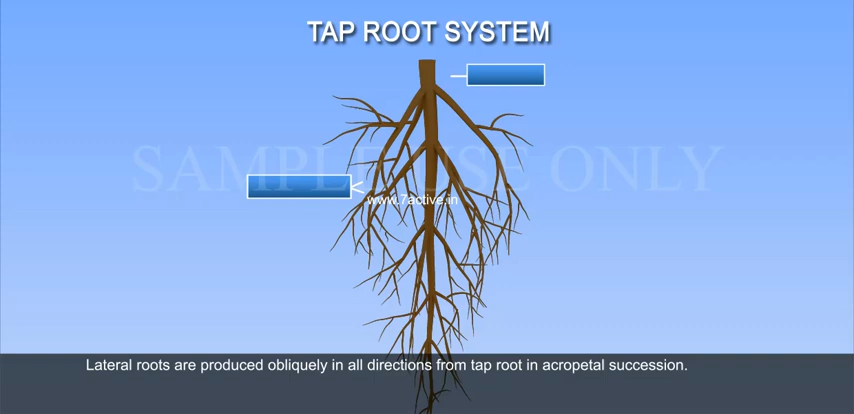 TAP ROOT SYSTEM
SAMPLE USE ONLY
www.7active.in
Lateral roots are produced obliquely in all directions from tap root in acropetal succession.